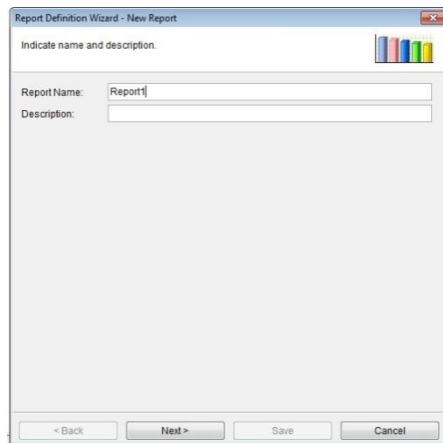 Report Definition Wizard - New Report
Indicate name and description.
Report Name: Report1
Description:
< Back Next > Save Cancel